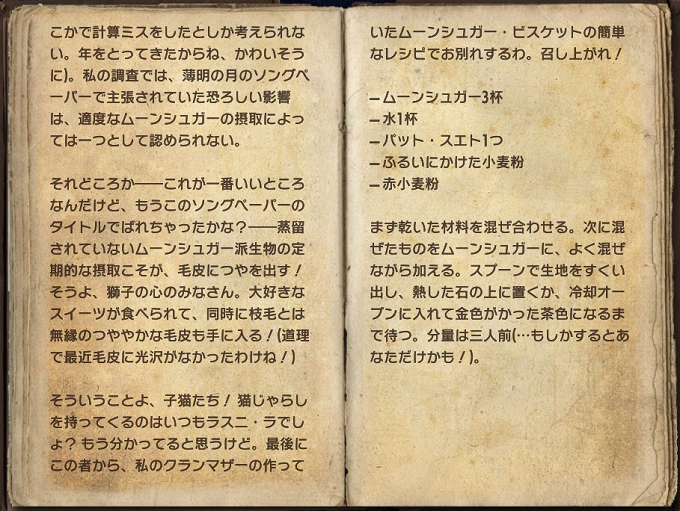 こかで計算ミスをしたとしか考えられな
い。年をとってきたからね、かわいそう
に)。私の調査では、薄明の月のソングペ
ーパーで主張されていた恐ろしい影響
は、適度なムーンシュガーの摂取によっ
ては一つとして認められない。
それどころか——これが一番いいところ
なんだけど、もうこのソングペーパーの
タイトルでばれちゃったかな？——蒸留
されていないムーンシュガー派生物の定
期的な摂取こそが、毛皮につやを出す！
そうよ、獅子の心のみなさん。大好きな
スイーツが食べられて、同時に枝毛とは
無縁のつややかな毛皮も手に入る！(道理
で最近毛皮に光沢がなかったわけね！)
そういうことよ、子猫たち！猫じゃらし
を持ってくるのはいつもラスニ・ラでし
ょ？もう分かってると思うけど。最後に
この者から、私のクランマザーの作って
いたムーンシュガー・ビスケットの簡単
なレシピでお別れするわ。召し上がれ！
–ムーンシュガー3杯
–水1杯
–パット・スエト1つ
–ふるいにかけた小麦粉
–赤小麦粉
まず乾いた材料を混ぜ合わせる。次に混
ぜたものをムーンシュガーに、よく混ぜ
ながら加える。スプーンで生地をすくい
出し、熱した石の上に置くか、冷却オー
ブンに入れて金色がかった茶色になるま
で待つ。分量は三人前(…もしかするとあ
なただけかも！)。